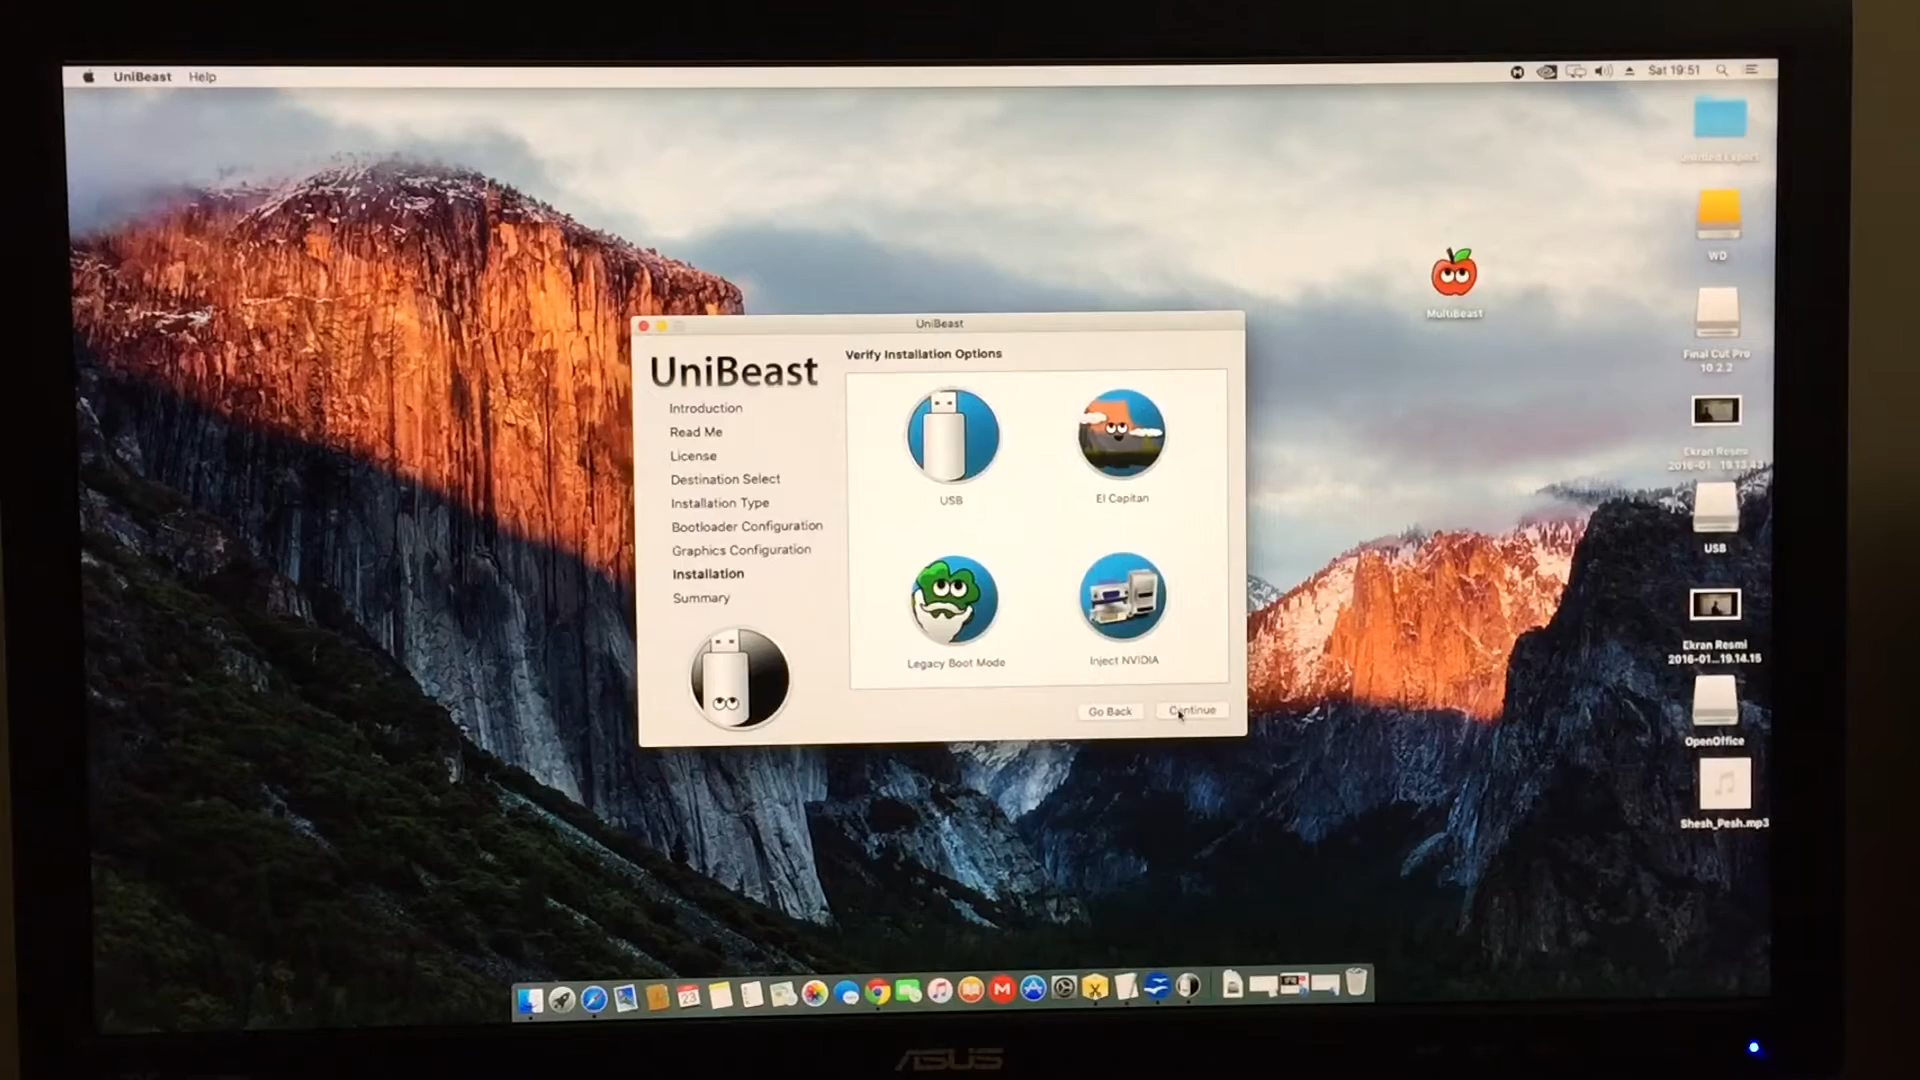 UniBeast Help
Sat 19:51
Untitled Export
WD
MultiBeast
Final Cut Pro
10.2.2
Ekran Resmi
2016-01...19.13.43
USB
Ekran Resmi
2016-01...19.14.15
OpenOffice
Shesh_Pesh.mp3
UniBeast
UniBeast
Introduction
Read Me
License
Destination Select
Installation Type
Bootloader Configuration
Graphics Configuration
Installation
Summary
Verify Installation Options
USB
El Capitan
Legacy Boot Mode
Inject NVIDIA
Go Back
Continue
23
ASUS